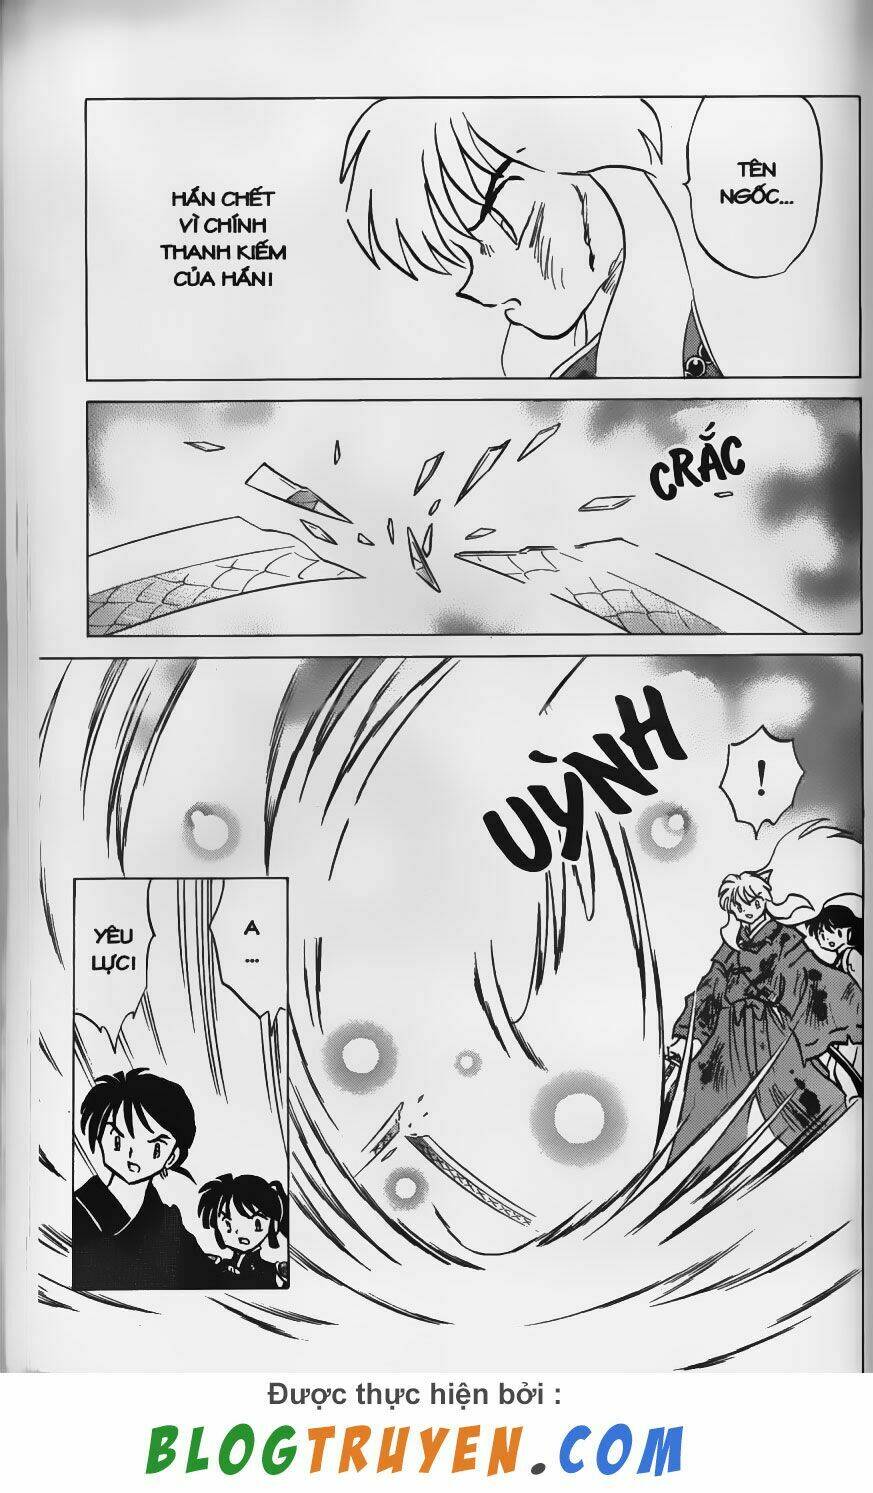 TÊN
NGỐC...
HẮN CHẾT
VÌ CHÍNH
THANH KIẾM
CỦA HẮN!
CRẮC
UỲNH
!
A
...
YÊU
LỰC!
Được thực hiện bởi :
BLOGTRUYEN.COM